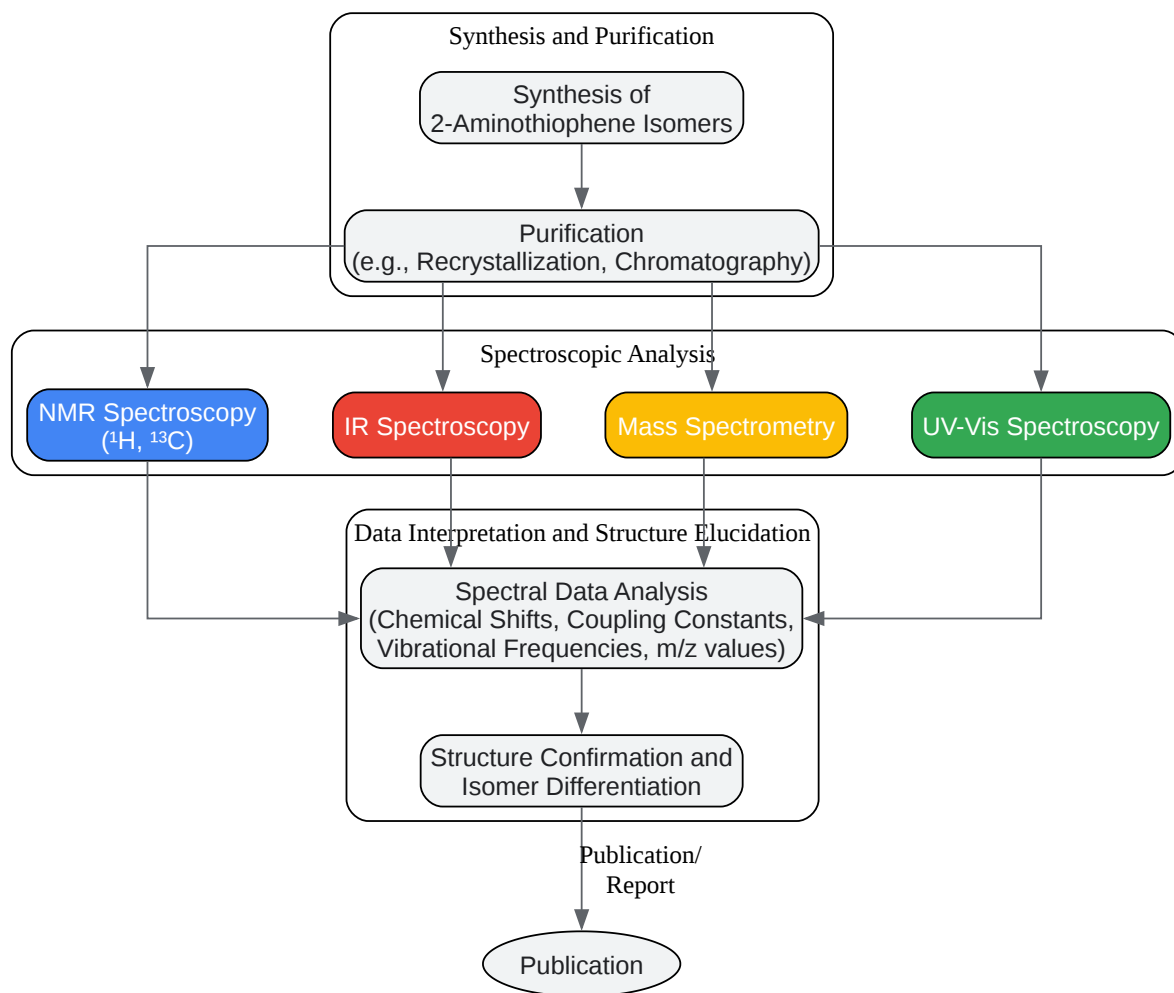 Synthesis and Purification
Synthesis of
2-Aminothiophene Isomers
Purification
(e.g., Recrystallization, Chromatography)
Spectroscopic Analysis
NMR Spectroscopy
(¹H, ¹³C)
IR Spectroscopy
Mass Spectrometry
UV-Vis Spectroscopy
Data Interpretation and Structure Elucidation
Spectral Data Analysis
(Chemical Shifts, Coupling Constants,
Vibrational Frequencies, m/z values)
Structure Confirmation and
Isomer Differentiation
Publication/
Report
Publication